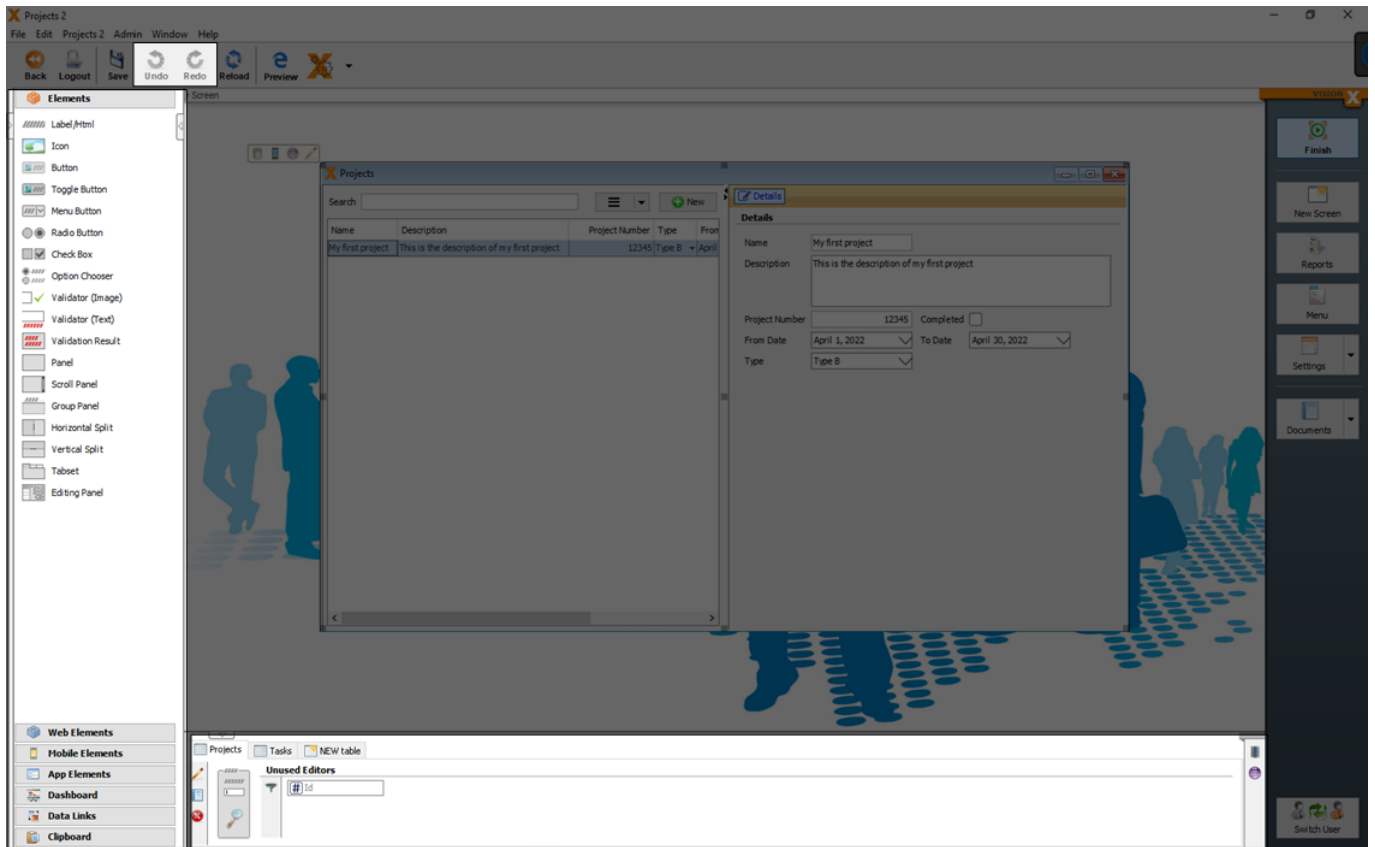 Projects 2
File Edit Projects 2 Admin Window Help
Back Logout Save Undo Redo Reload Preview
Elements
Screen
VISION X
Label/Html
Icon
Button
Toggle Button
Menu Button
Radio Button
Check Box
Option Chooser
Validator (Image)
Validator (Text)
Validation Result
Panel
Scroll Panel
Group Panel
Horizontal Split
Vertical Split
Tabset
Editing Panel
Web Elements
Mobile Elements
App Elements
Dashboard
Data Links
Clipboard
Projects
Search
New
Name Description Project Number Type From
My first project This is the description of my first project 12345 Type B April
Details
Details
Name My first project
Description This is the description of my first project
Project Number 12345 Completed
From Date April 1, 2022 To Date April 30, 2022
Type Type B
Finish
New Screen
Reports
Menu
Settings
Documents
Switch User
Projects Tasks NEW table
Unused Editors
# Id